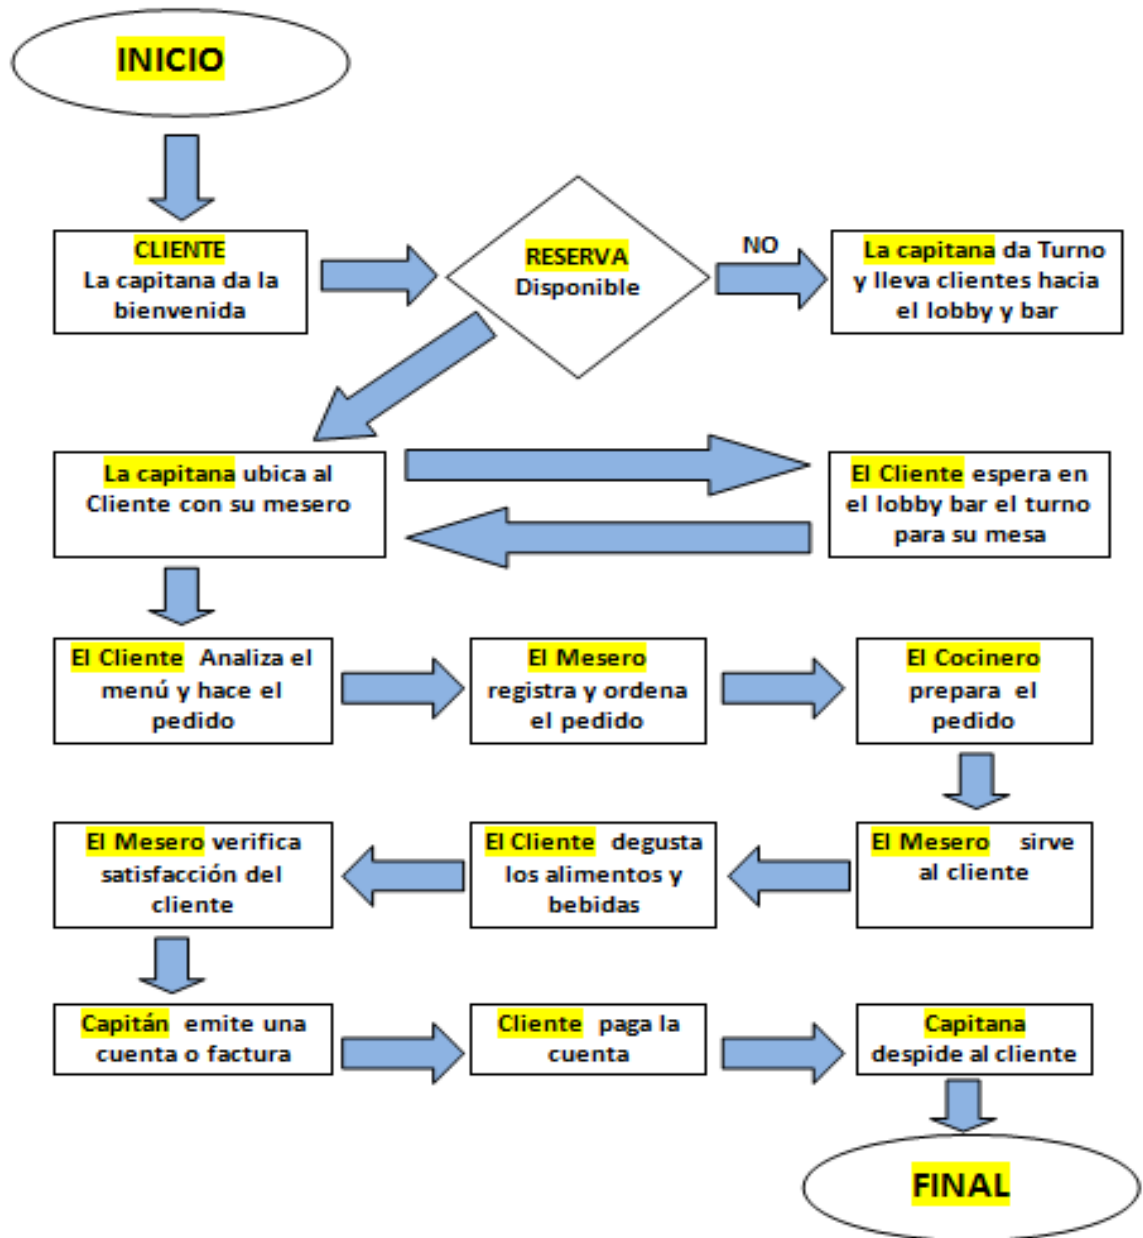 INICIO
CLIENTE
La capitana da la
bienvenida
RESERVA
Disponible
NO
La capitana da Turno
y lleva clientes hacia
el lobby y bar
La capitana ubica al
Cliente con su mesero
El Cliente espera en
el lobby bar el turno
para su mesa
El Cliente Analiza el
menú y hace el
pedido
El Mesero
registra y ordena
el pedido
El Cocinero
prepara el
pedido
El Mesero verifica
satisfacción del
cliente
El Cliente degusta
los alimentos y
bebidas
El Mesero sirve
al cliente
Capitán emite una
cuenta o factura
Cliente paga la
cuenta
Capitana
despide al cliente
FINAL